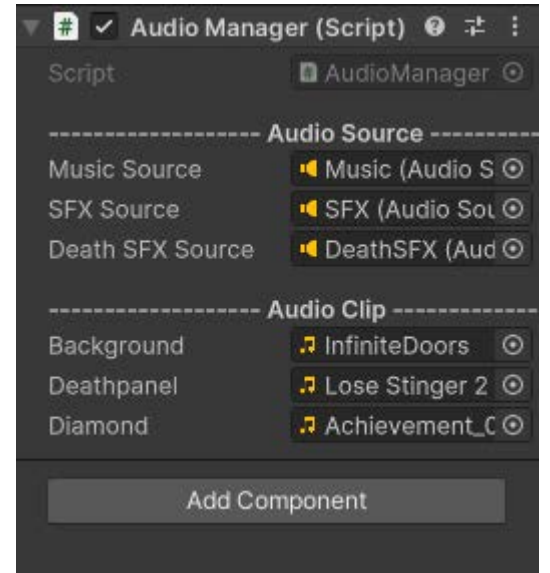 Audio Manager (Script)
Script AudioManager
------------------- Audio Source ----------
Music Source Music (Audio S
SFX Source SFX (Audio Sou
Death SFX Source DeathSFX (Aud
------------------- Audio Clip -------------
Background InfiniteDoors
Deathpanel Lose Stinger 2
Diamond Achievement_0
Add Component